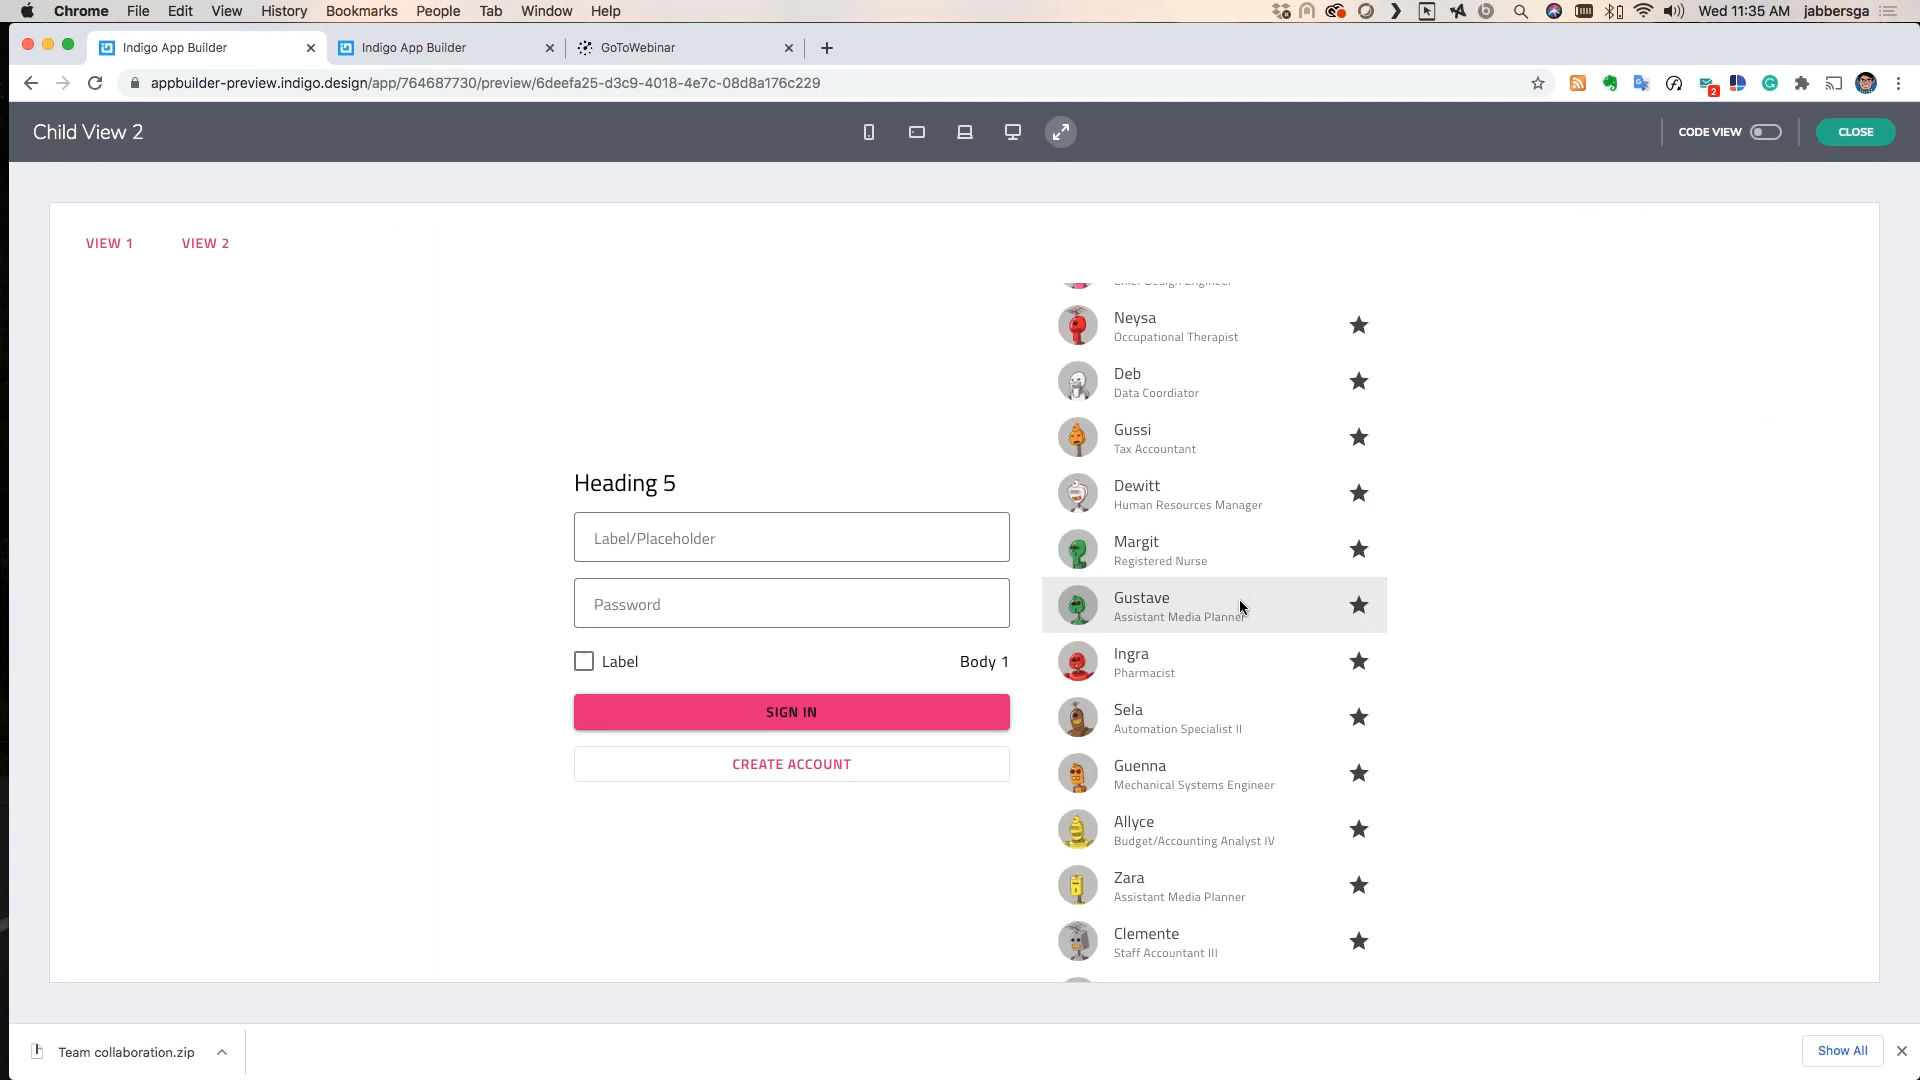 Chrome File Edit View History Bookmarks People Tab Window Help Wed 11:35 AM jabbersga
Indigo App Builder Indigo App Builder GoToWebinar
appbuilder-preview.indigo.design/app/764687730/preview/6deefa25-d3c9-4018-4e7c-08d8a176c229
2
Child View 2 CODE VIEW CLOSE
VIEW 1 VIEW 2
Chief Design Engineer
Neysa
Occupational Therapist
Deb
Data Coordiator
Gussi
Tax Accountant
Dewitt
Human Resources Manager
Margit
Registered Nurse
Gustave
Assistant Media Planner
Ingra
Pharmacist
Sela
Automation Specialist II
Guenna
Mechanical Systems Engineer
Allyce
Budget/Accounting Analyst IV
Zara
Assistant Media Planner
Clemente
Staff Accountant III
Heading 5
Label/Placeholder
Password
Label Body 1
SIGN IN
CREATE ACCOUNT
Team collaboration.zip Show All